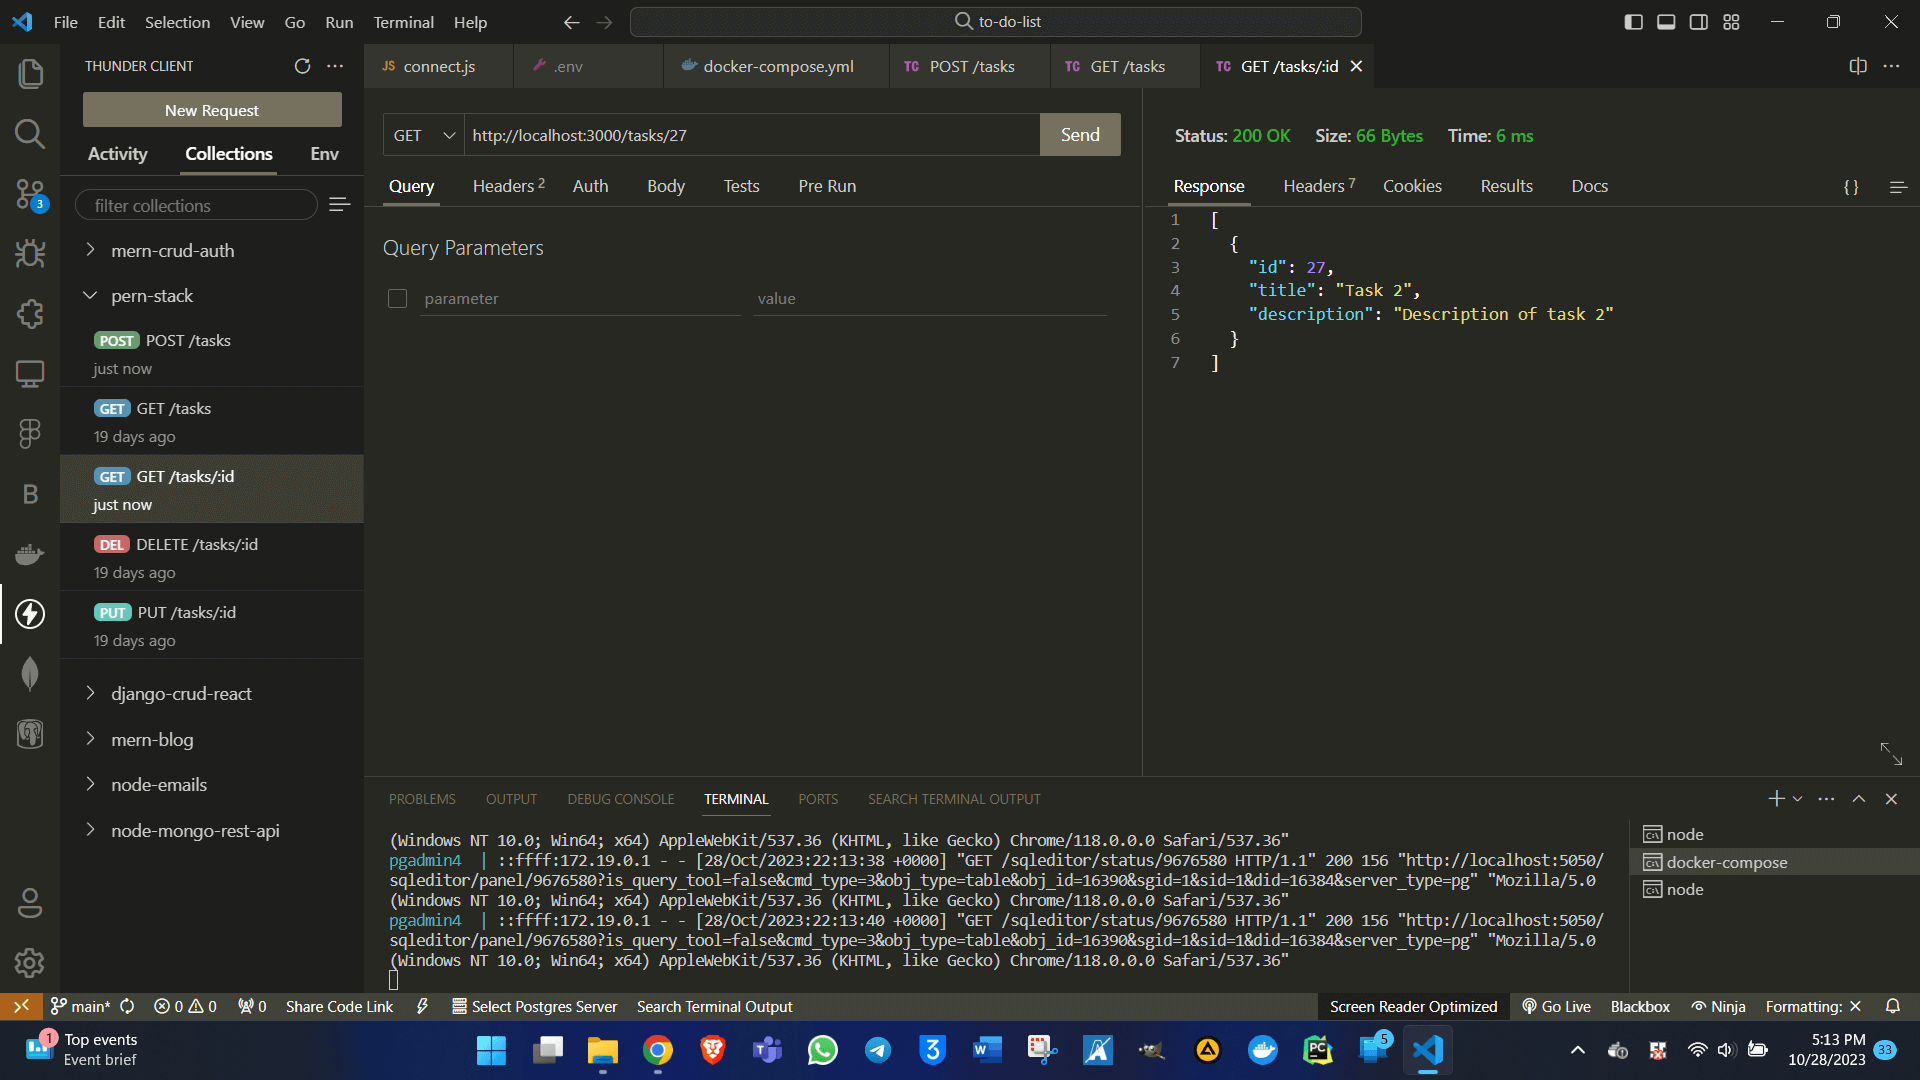 File Edit Selection View Go Run Terminal Help
to-do-list
THUNDER CLIENT
New Request
Activity Collections Env
filter collections
mern-crud-auth
pern-stack
POST POST /tasks
just now
GET GET /tasks
19 days ago
GET GET /tasks/:id
just now
DEL DELETE /tasks/:id
19 days ago
PUT PUT /tasks/:id
19 days ago
django-crud-react
mern-blog
node-emails
node-mongo-rest-api
3
B
JS connect.js .env docker-compose.yml TC POST /tasks TC GET /tasks TC GET /tasks/:id
GET http://localhost:3000/tasks/27 Send
Query Headers 2 Auth Body Tests Pre Run
Query Parameters
parameter value
Status: 200 OK Size: 66 Bytes Time: 6 ms
Response Headers 7 Cookies Results Docs {}
1 [
2 {
3 "id": 27,
4 "title": "Task 2",
5 "description": "Description of task 2"
6 }
7 ]
PROBLEMS OUTPUT DEBUG CONSOLE TERMINAL PORTS SEARCH TERMINAL OUTPUT
(Windows NT 10.0; Win64; x64) AppleWebKit/537.36 (KHTML, like Gecko) Chrome/118.0.0.0 Safari/537.36"
pgadmin4 | ::ffff:172.19.0.1 - - [28/Oct/2023:22:13:38 +0000] "GET /sqleditor/status/9676580 HTTP/1.1" 200 156 "http://localhost:5050/
sqleditor/panel/9676580?is_query_tool=false&cmd_type=3&obj_type=table&obj_id=16390&sgid=1&sid=1&did=16384&server_type=pg" "Mozilla/5.0
(Windows NT 10.0; Win64; x64) AppleWebKit/537.36 (KHTML, like Gecko) Chrome/118.0.0.0 Safari/537.36"
pgadmin4 | ::ffff:172.19.0.1 - - [28/Oct/2023:22:13:40 +0000] "GET /sqleditor/status/9676580 HTTP/1.1" 200 156 "http://localhost:5050/
sqleditor/panel/9676580?is_query_tool=false&cmd_type=3&obj_type=table&obj_id=16390&sgid=1&sid=1&did=16384&server_type=pg" "Mozilla/5.0
(Windows NT 10.0; Win64; x64) AppleWebKit/537.36 (KHTML, like Gecko) Chrome/118.0.0.0 Safari/537.36"
node
docker-compose
node
main* 0 0 0 Share Code Link Select Postgres Server Search Terminal Output Screen Reader Optimized Go Live Blackbox Ninja Formatting:
1 Top events
Event brief
3
W
PC
5
5:13 PM
10/28/2023
33